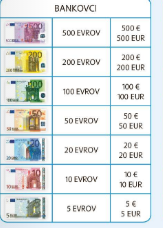 BANKOVCI
500 EVROV
500 €
500 EUR
200 EVROV
200 €
200 EUR
100 EVROV
100 €
100 EUR
50 EVROV
50 €
50 EUR
20 EVROV
20 €
20 EUR
10 EVROV
10 €
10 EUR
5 EVROV
5 €
5 EUR